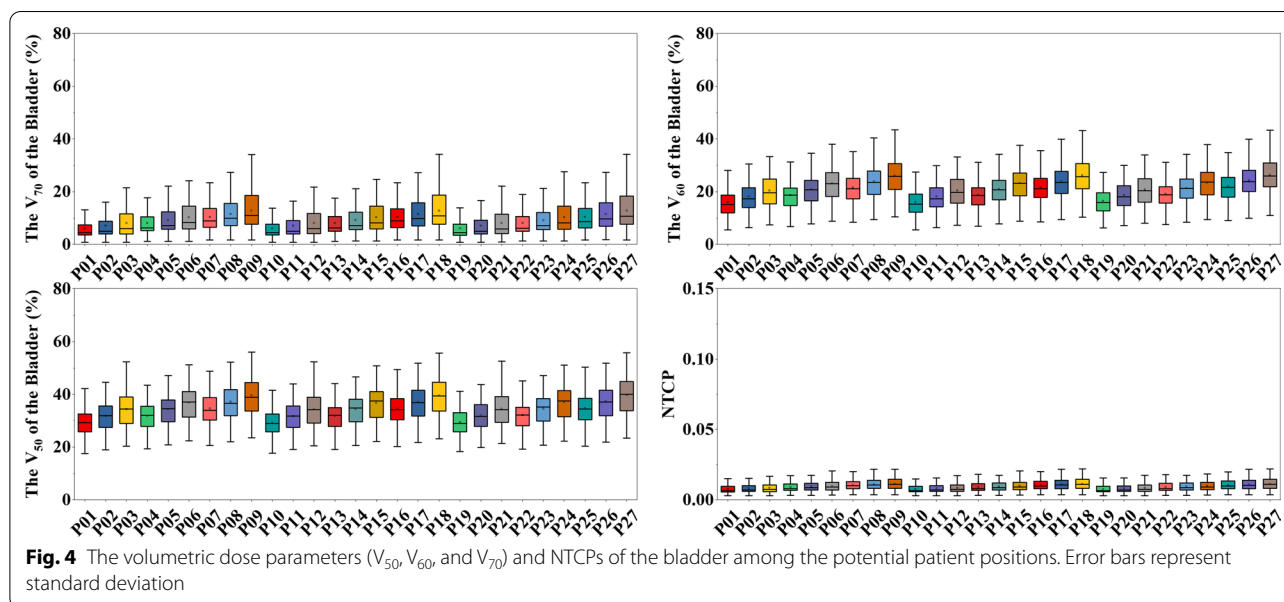 The V70 of the Bladder (%)
80
60
40
20
0
P01 P02 P03 P04 P05 P06 P07 P08 P09 P10 P11 P12 P13 P14 P15 P16 P17 P18 P19 P20 P21 P22 P23 P24 P25 P26 P27
The V60 of the Bladder (%)
80
60
40
20
0
P01 P02 P03 P04 P05 P06 P07 P08 P09 P10 P11 P12 P13 P14 P15 P16 P17 P18 P19 P20 P21 P22 P23 P24 P25 P26 P27
The V50 of the Bladder (%)
80
60
40
20
0
P01 P02 P03 P04 P05 P06 P07 P08 P09 P10 P11 P12 P13 P14 P15 P16 P17 P18 P19 P20 P21 P22 P23 P24 P25 P26 P27
NTCP
0.15
0.10
0.05
0.00
P01 P02 P03 P04 P05 P06 P07 P08 P09 P10 P11 P12 P13 P14 P15 P16 P17 P18 P19 P20 P21 P22 P23 P24 P25 P26 P27
Fig. 4 The volumetric dose parameters (V50, V60, and V70) and NTCPs of the bladder among the potential patient positions. Error bars represent
standard deviation